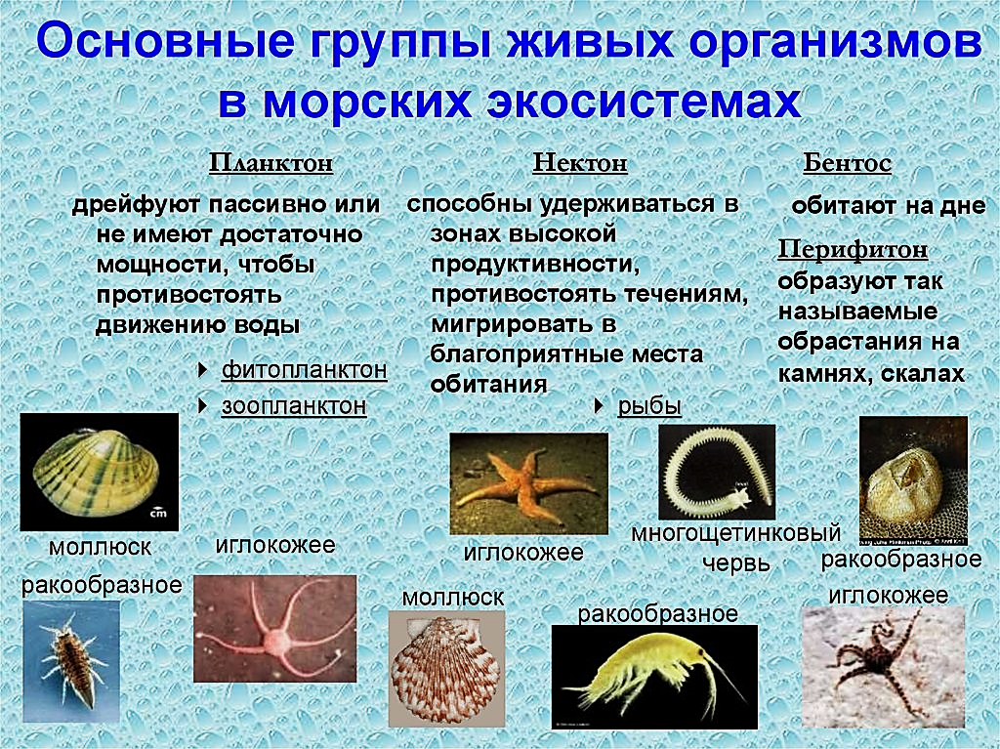 Основные группы живых организмов
в морских экосистемах
Планктон
дрейфуют пассивно или
не имеют достаточно
мощности, чтобы
противостоять
движению воды
фитопланктон
зоопланктон
Нектон
способны удерживаться в
зонах высокой
продуктивности,
противостоять течениям,
мигрировать в
благоприятные места
обитания
рыбы
Бентос
обитают на дне
Перифитон
образуют так
называемые
обрастания на
камнях, скалах
cm
моллюск
иглокожее
иглокожее
многощетинковый
червь
ракообразное
ракообразное
моллюск
ракообразное
иглокожее